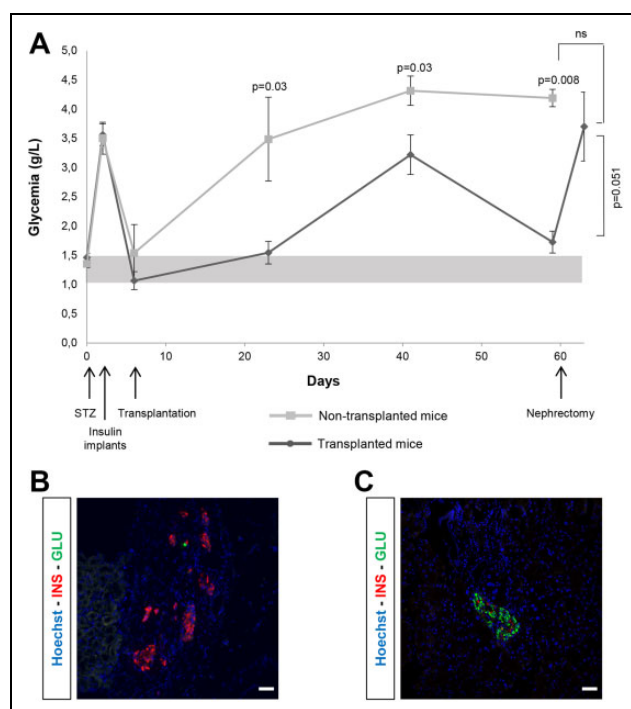 A
ns
5,0
4,5
4,0
3,5
3,0
2,5
2,0
1,5
1,0
0,5
0,0
Glycemia (g/L)
p=0.03
p=0.03
p=0.008
p=0.051
0 10 20 30 40 50 60
Days
STZ
Insulin
implants
Transplantation
Nephrectomy
Non-transplanted mice
Transplanted mice
B
Hoechst - INS - GLU
C
Hoechst - INS - GLU